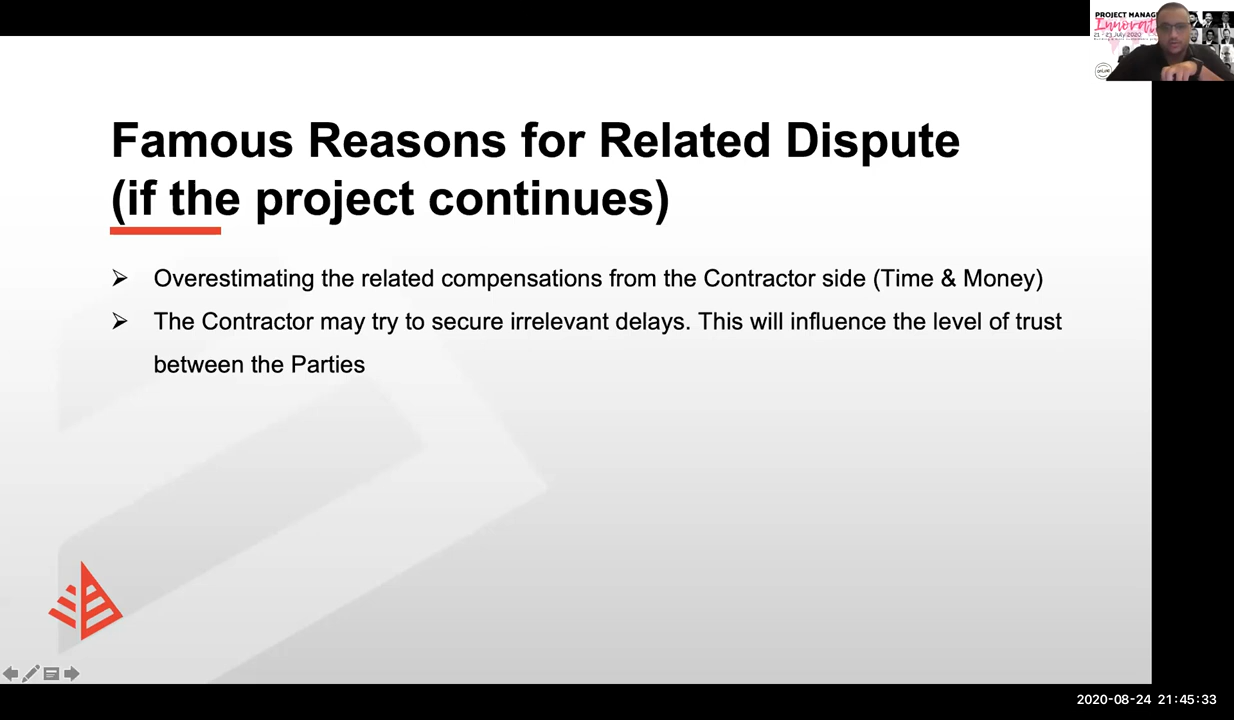 PROJECT MANAG
Innovat
21 - 23 July 2020
Famous Reasons for Related Dispute
(if the project continues)
➢ Overestimating the related compensations from the Contractor side (Time & Money)
➢ The Contractor may try to secure irrelevant delays. This will influence the level of trust
between the Parties
2020-08-24 21:45:33